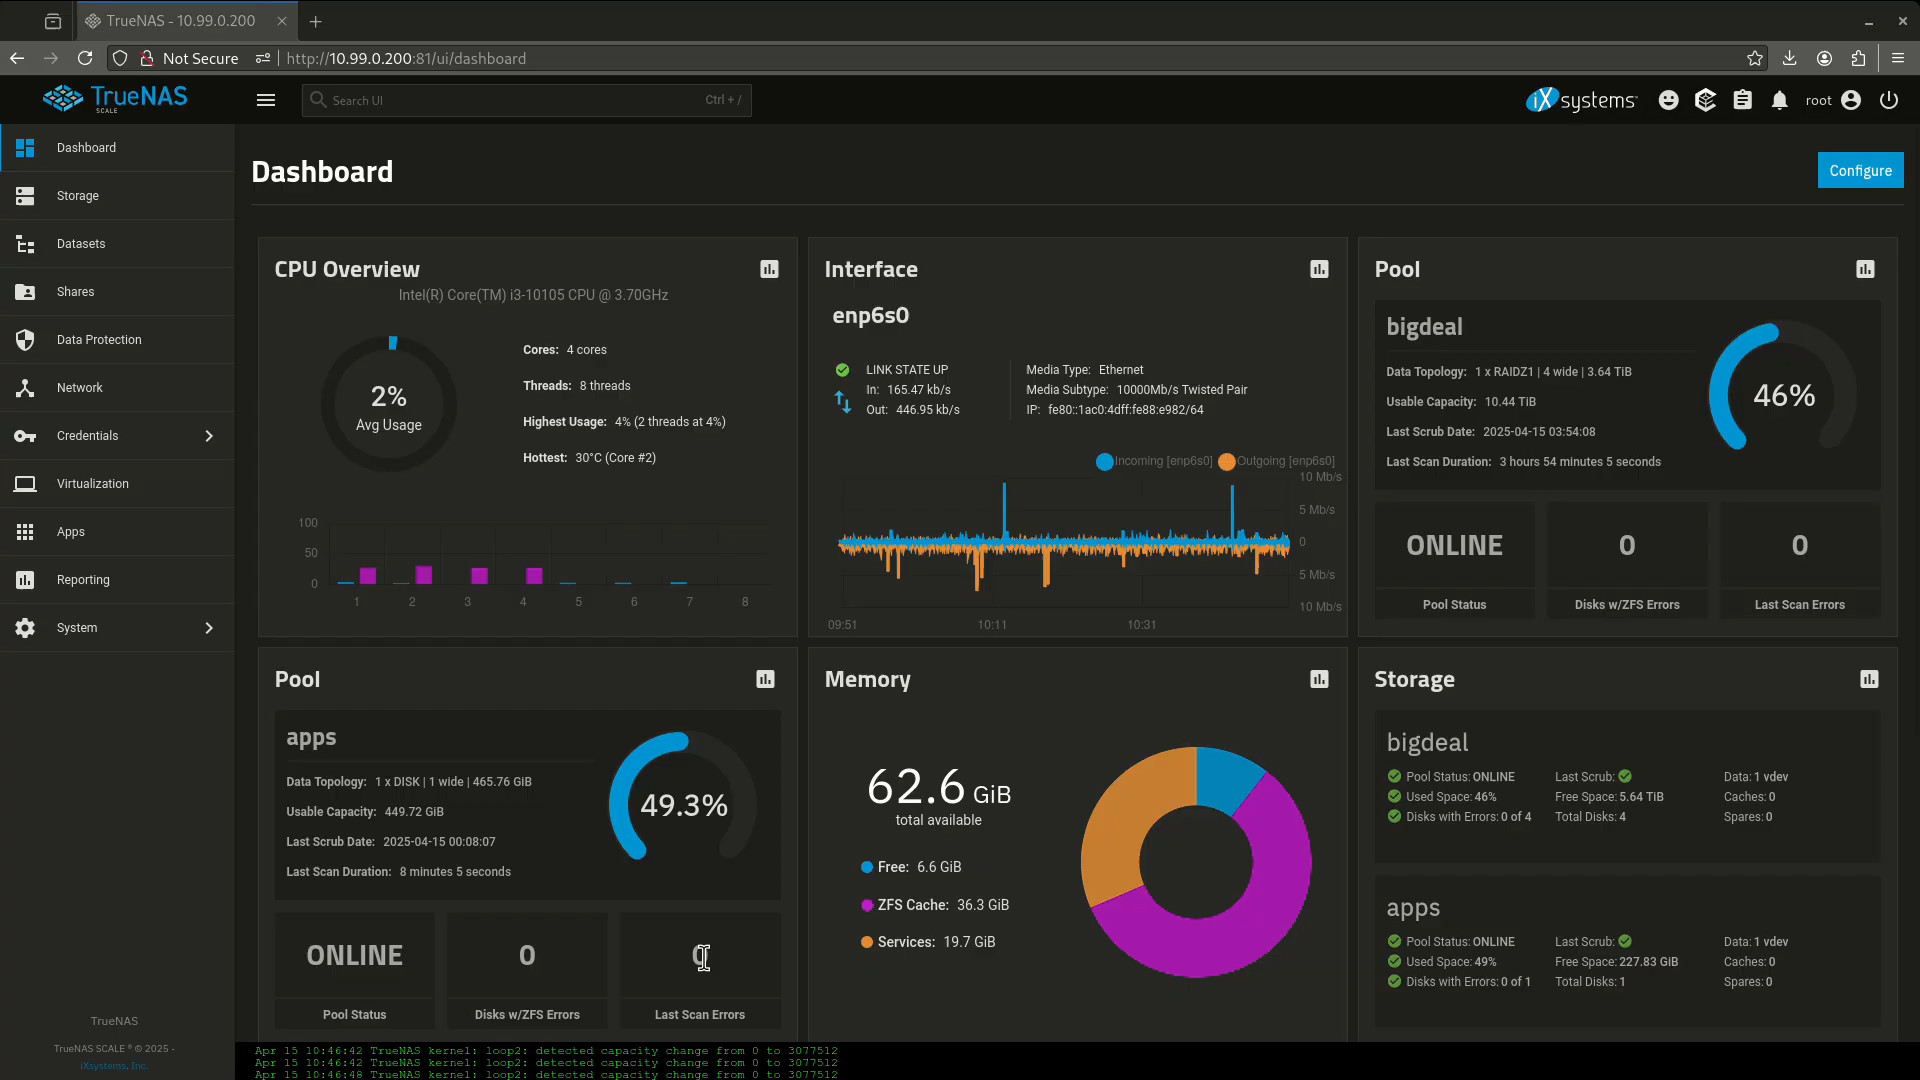 TrueNAS - 10.99.0.200
Not Secure
http://10.99.0.200:81/ui/dashboard
TrueNAS
SCALE
Search UI
Ctrl + /
iXsystems
root
Dashboard
Storage
Datasets
Shares
Data Protection
Network
Credentials
Virtualization
Apps
Reporting
System
TrueNAS
TrueNAS SCALE ® © 2025 -
iXsystems, Inc.
Dashboard
Configure
CPU Overview
Intel(R) Core(TM) i3-10105 CPU @ 3.70GHz
2%
Avg Usage
Cores: 4 cores
Threads: 8 threads
Highest Usage: 4% (2 threads at 4%)
Hottest: 30°C (Core #2)
100
50
0
1 2 3 4 5 6 7 8
Interface
enp6s0
LINK STATE UP
In: 165.47 kb/s
Out: 446.95 kb/s
Media Type: Ethernet
Media Subtype: 10000Mb/s Twisted Pair
IP: fe80::1ac0:4dff:fe88:e982/64
Incoming [enp6s0] Outgoing [enp6s0]
10 Mb/s
5 Mb/s
0
5 Mb/s
10 Mb/s
09:51 10:11 10:31
Pool
bigdeal
Data Topology: 1 x RAIDZ1 | 4 wide | 3.64 TiB
Usable Capacity: 10.44 TiB
Last Scrub Date: 2025-04-15 03:54:08
Last Scan Duration: 3 hours 54 minutes 5 seconds
46%
ONLINE 0 0
Pool Status Disks w/ZFS Errors Last Scan Errors
Pool
apps
Data Topology: 1 x DISK | 1 wide | 465.76 GiB
Usable Capacity: 449.72 GiB
Last Scrub Date: 2025-04-15 00:08:07
Last Scan Duration: 8 minutes 5 seconds
49.3%
ONLINE 0 0
Pool Status Disks w/ZFS Errors Last Scan Errors
Memory
62.6 GiB
total available
Free: 6.6 GiB
ZFS Cache: 36.3 GiB
Services: 19.7 GiB
Storage
bigdeal
Pool Status: ONLINE Last Scrub: Data: 1 vdev
Used Space: 46% Free Space: 5.64 TiB Caches: 0
Disks with Errors: 0 of 4 Total Disks: 4 Spares: 0
apps
Pool Status: ONLINE Last Scrub: Data: 1 vdev
Used Space: 49% Free Space: 227.83 GiB Caches: 0
Disks with Errors: 0 of 1 Total Disks: 1 Spares: 0
Apr 15 10:46:42 TrueNAS kernel: loop2: detected capacity change from 0 to 3077512
Apr 15 10:46:42 TrueNAS kernel: loop2: detected capacity change from 0 to 3077512
Apr 15 10:46:48 TrueNAS kernel: loop2: detected capacity change from 0 to 3077512